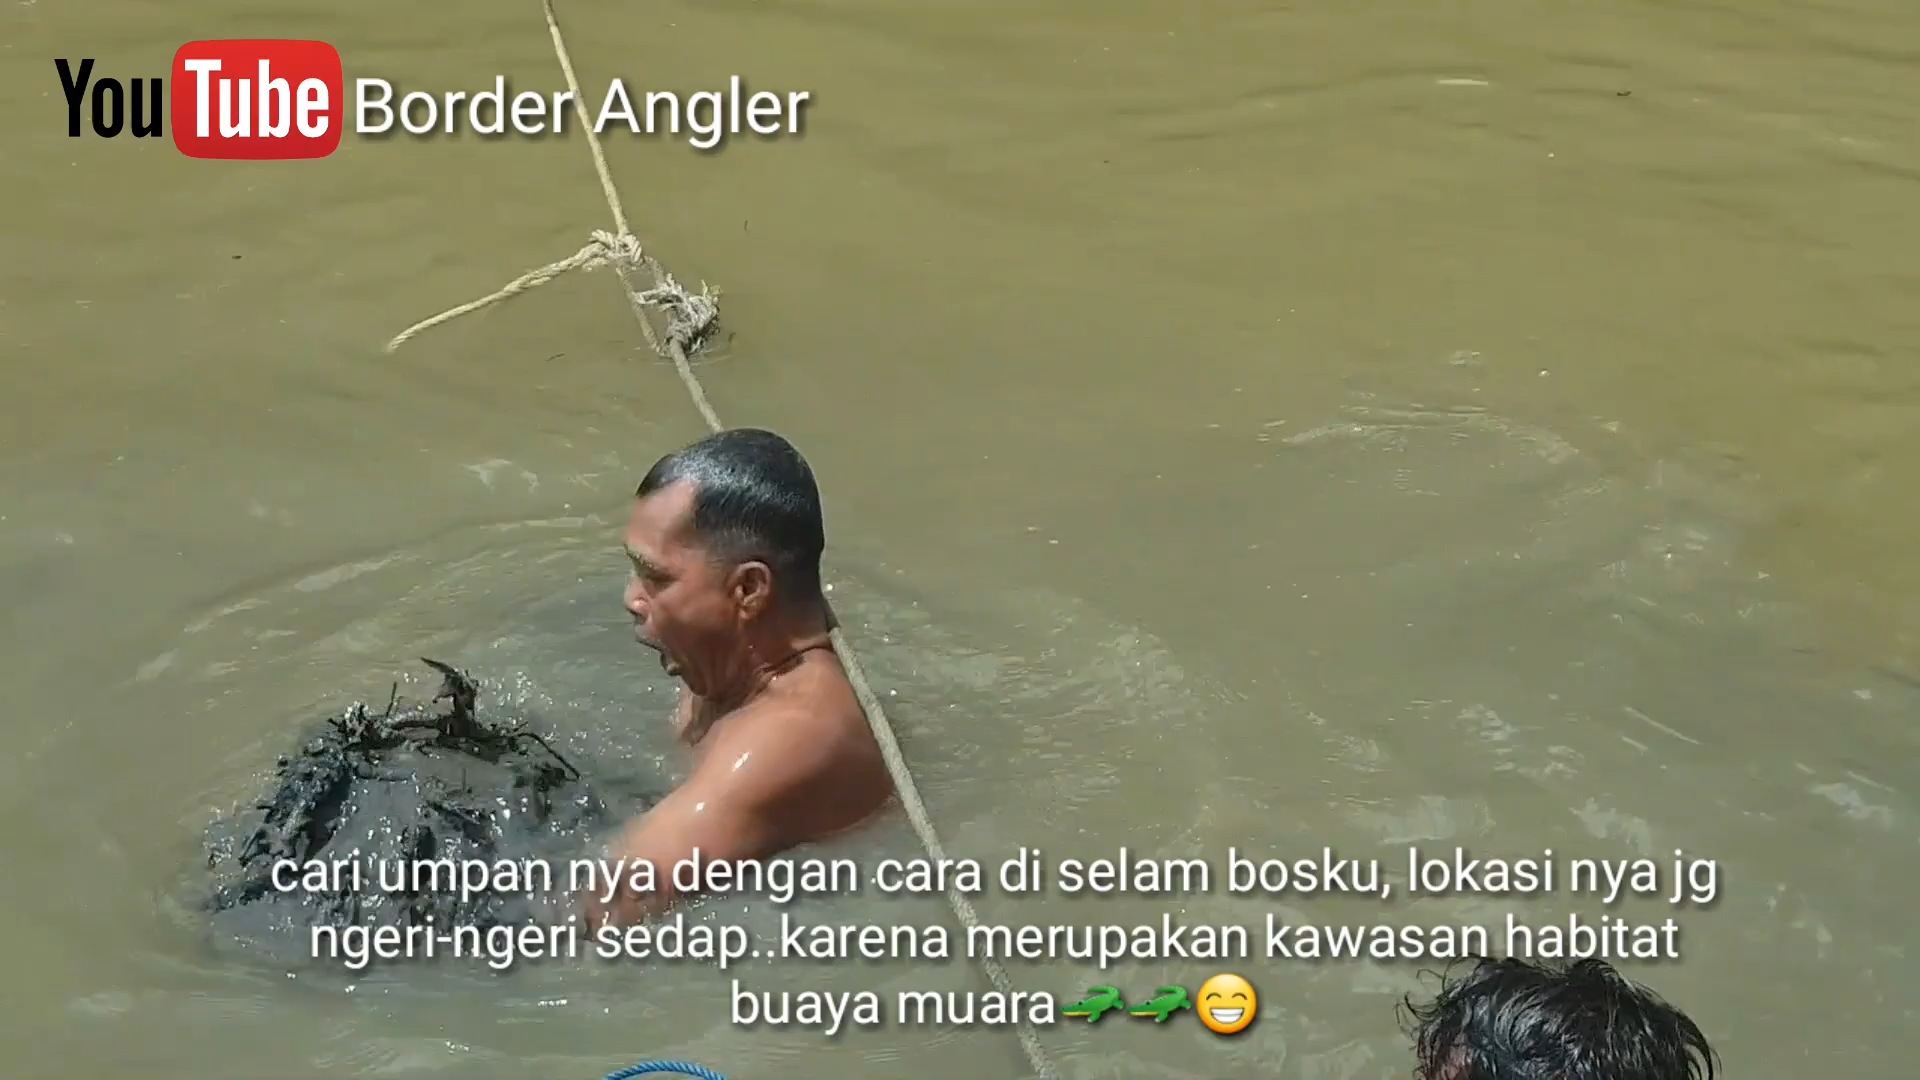 YouTube Border Angler
cari umpan nya dengan cara di selam bosku, lokasi nya jg
ngeri-ngeri sedap..karena merupakan kawasan habitat
buaya muara🐊🐊😁